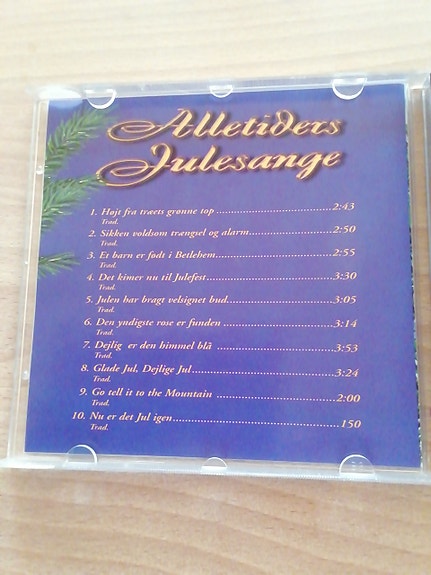 Alletiders
Julesange
1. Højt fra træets grønne top ........................2:43
Trad.
2. Sikken voldsom trængsel og alarm..................2:50
Trad.
3. Et barn er født i Betlehem........................2:55
Trad.
4. Det kimer nu til Julefest.........................3:30
Trad.
5. Julen har bragt velsignet bud.....................3:05
Trad.
6. Den yndigste rose er funden ......................3:14
Trad.
7. Dejlig er den himmel blå .........................3:53
Trad.
8. Glade Jul, Dejlige Jul............................3:24
Trad.
9. Go tell it to the Mountain .......................2:00
Trad.
10. Nu er det Jul igen...............................150
Trad.